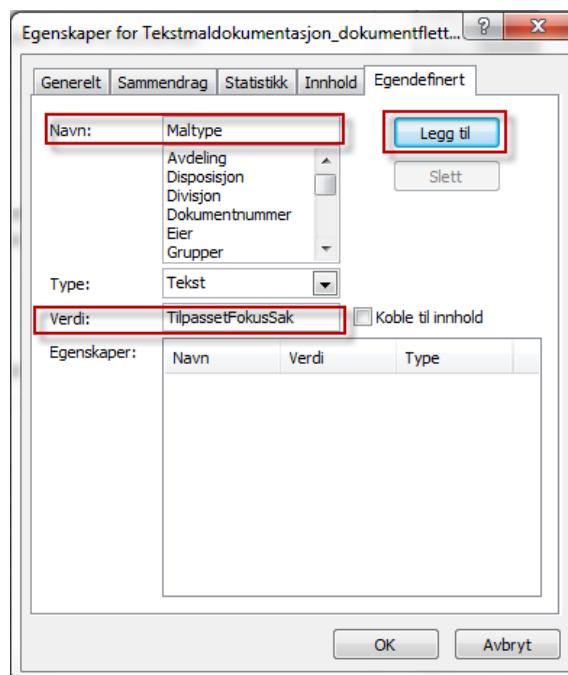 Egenskaper for Tekstmaldokumentasjon_dokumentflett...
Generelt Sammendrag Statistikk Innhold Egendefinert
Navn: Maltype Legg til
Avdeling
Disposisjon
Divisjon
Dokumentnummer
Eier
Grupper
Slett
Type: Tekst
Verdi: TilpassetFokusSak Koble til innhold
Egenskaper: Navn Verdi Type
OK Avbryt